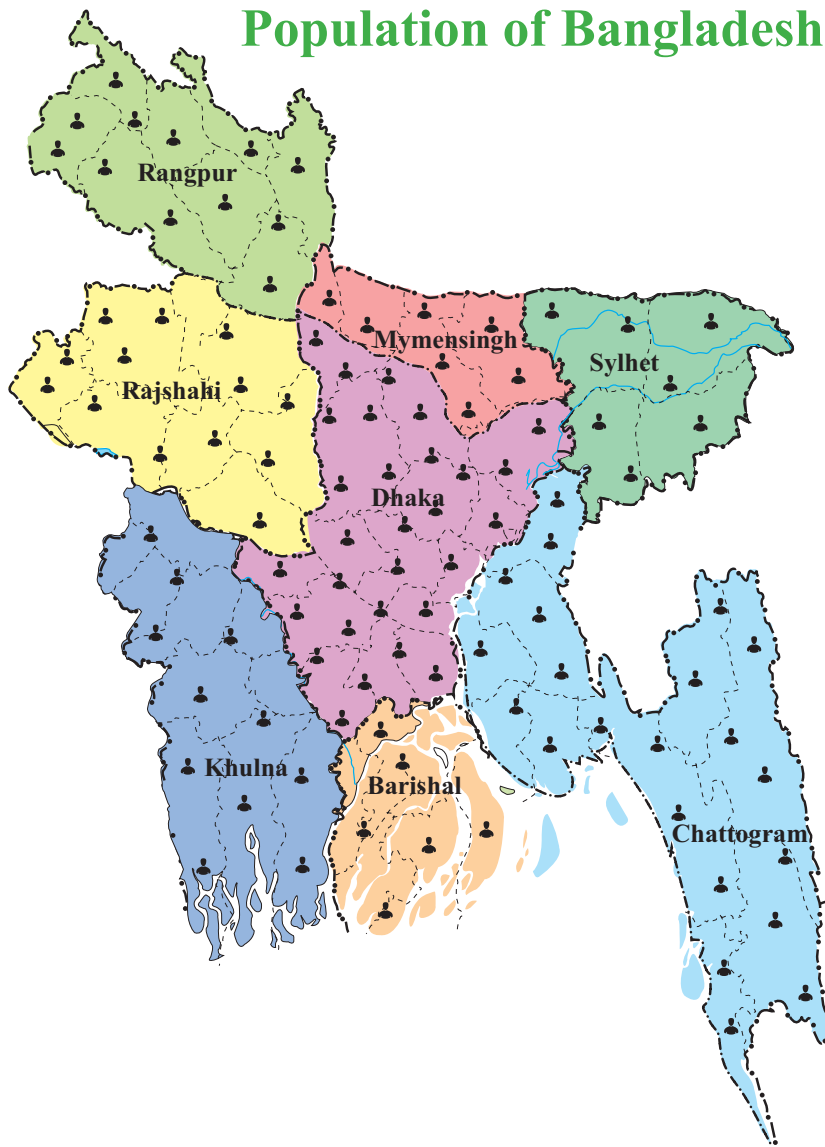 Population of Bangladesh
Rangpur
Mymensingh
Sylhet
Rajshahi
Dhaka
Khulna
Barishal
Chattogram